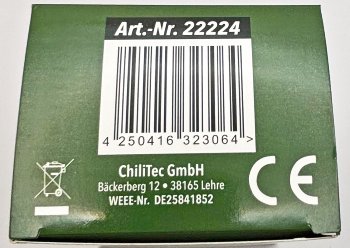 Art.-Nr. 22224
4 250416 323064 >
ChiliTec GmbH
Bäckerberg 12 • 38165 Lehre
WEEE-Nr. DE25841852
CE